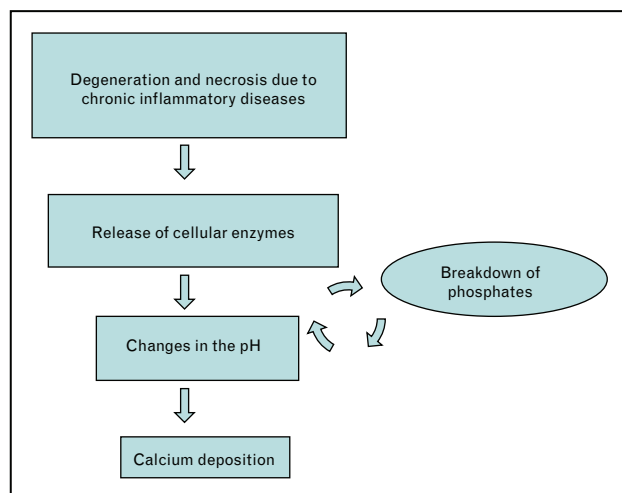 Degeneration and necrosis due to
chronic inflammatory diseases
Release of cellular enzymes
Breakdown of
phosphates
Changes in the pH
Calcium deposition